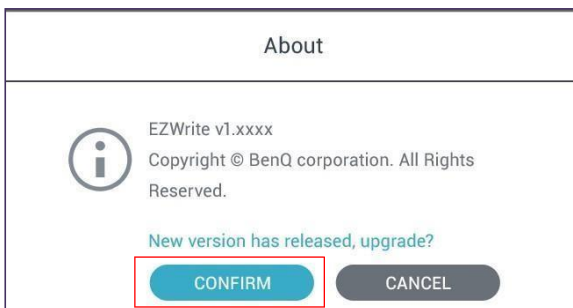 About
EZWrite v1.xxxx
Copyright © BenQ corporation. All Rights
Reserved.
New version has released, upgrade?
CONFIRM CANCEL